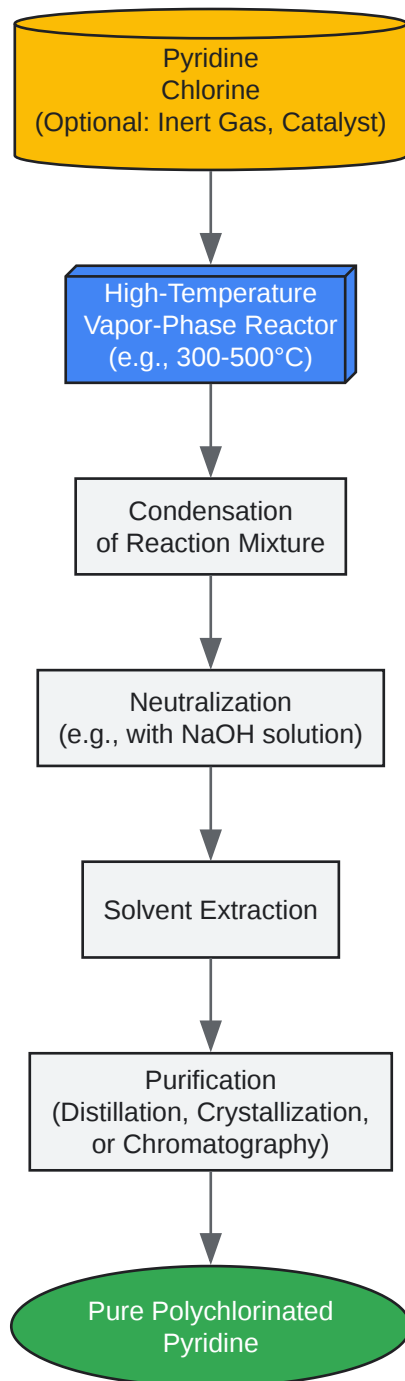 Pyridine
Chlorine
(Optional: Inert Gas, Catalyst)
High-Temperature
Vapor-Phase Reactor
(e.g., 300-500°C)
Condensation
of Reaction Mixture
Neutralization
(e.g., with NaOH solution)
Solvent Extraction
Purification
(Distillation, Crystallization,
or Chromatography)
Pure Polychlorinated
Pyridine